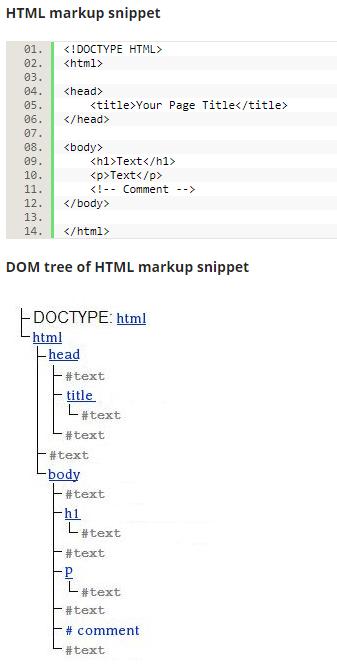 HTML markup snippet
01. <!DOCTYPE HTML>
02. <html>
03.
04. <head>
05. <title>Your Page Title</title>
06. </head>
07.
08. <body>
09. <h1>Text</h1>
10. <p>Text</p>
11. <!-- Comment -->
12. </body>
13.
14. </html>
DOM tree of HTML markup snippet
DOCTYPE: html
html
head
#text
title
#text
#text
#text
body
#text
h1
#text
#text
p
#text
#text
# comment
#text